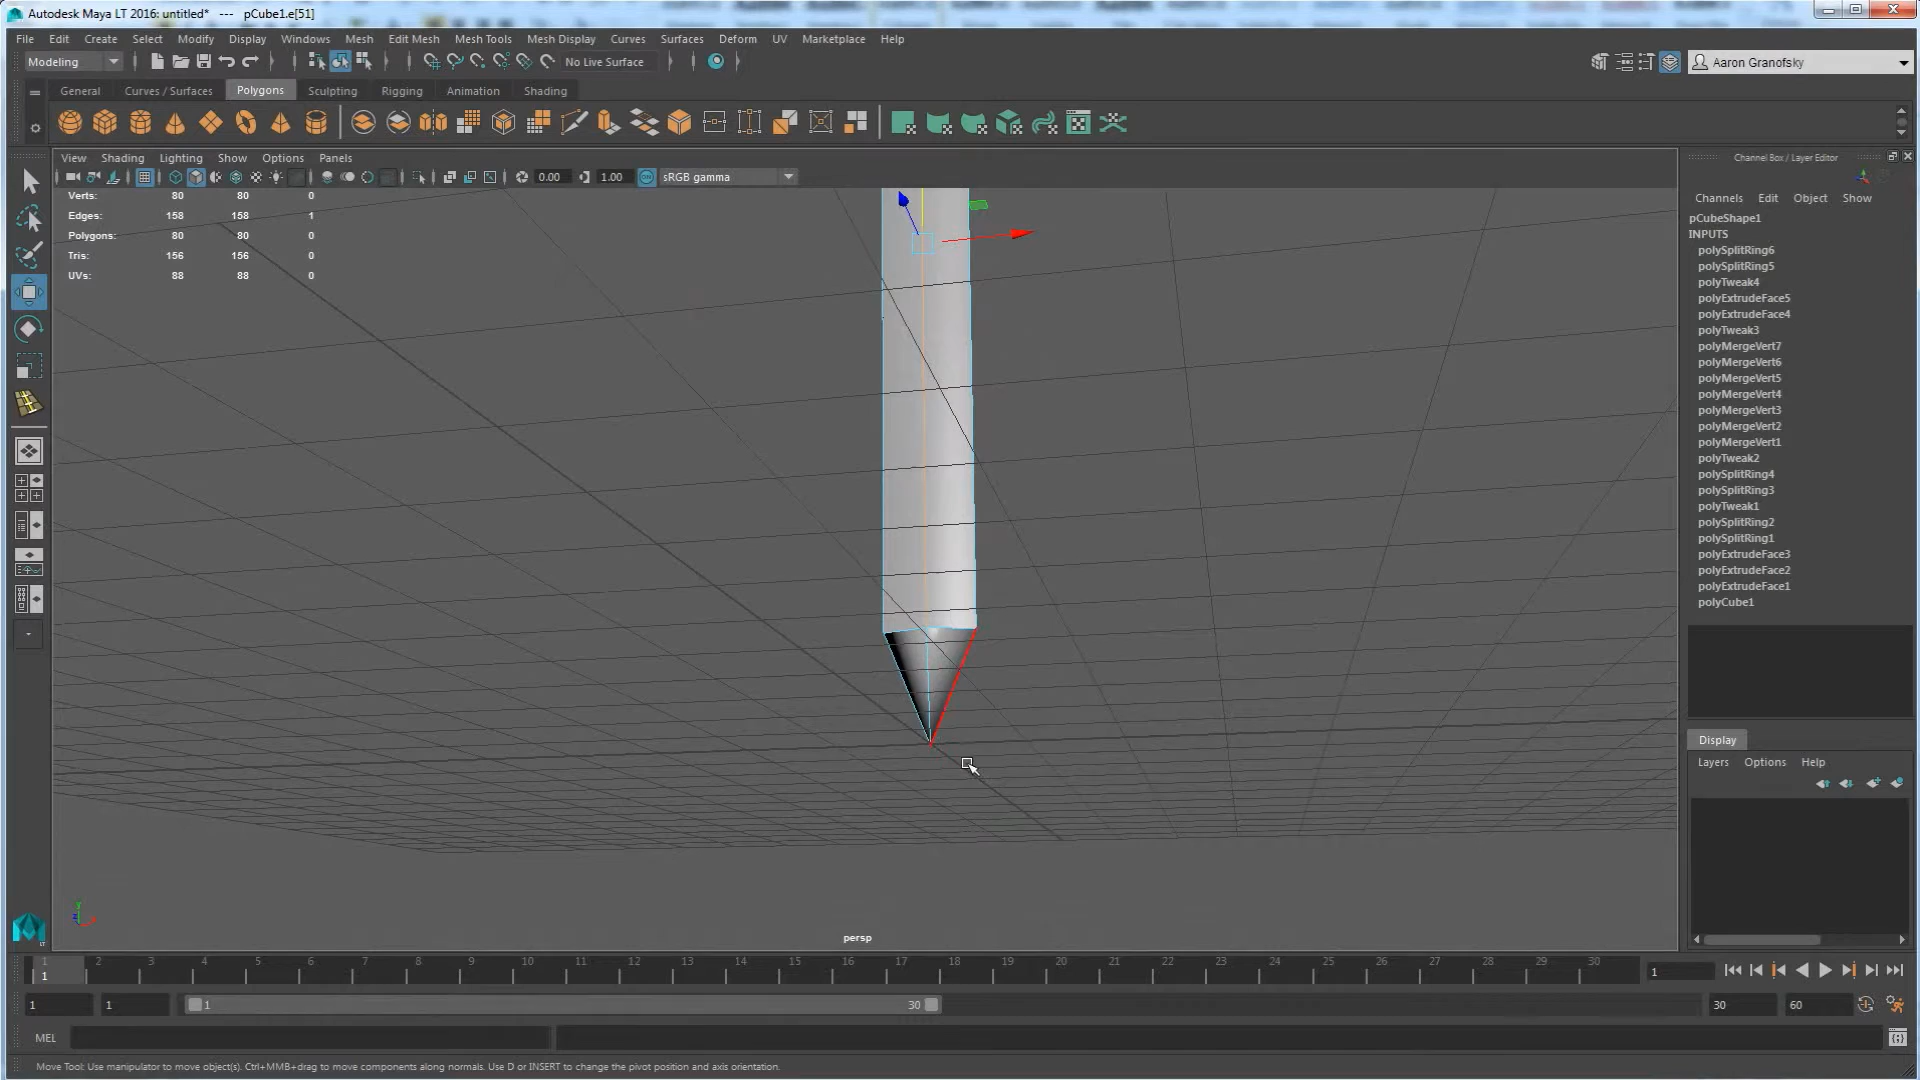 Autodesk Maya LT 2016: untitled*   ---   pCube1.e[51]
File Edit Create Select Modify Display Windows Mesh Edit Mesh Mesh Tools Mesh Display Curves Surfaces Deform UV Marketplace Help
Modeling No Live Surface Aaron Granofsky
General Curves / Surfaces Polygons Sculpting Rigging Animation Shading
View Shading Lighting Show Options Panels
Channel Box / Layer Editor
0.00 1.00 ON sRGB gamma
Verts: 80 80 0
Edges: 158 158 1
Polygons: 80 80 0
Tris: 156 156 0
UVs: 88 88 0
Channels Edit Object Show
pCubeShape1
INPUTS
polySplitRing6
polySplitRing5
polyTweak4
polyExtrudeFace5
polyExtrudeFace4
polyTweak3
polyMergeVert7
polyMergeVert6
polyMergeVert5
polyMergeVert4
polyMergeVert3
polyMergeVert2
polyMergeVert1
polyTweak2
polySplitRing4
polySplitRing3
polyTweak1
polySplitRing2
polySplitRing1
polyExtrudeFace3
polyExtrudeFace2
polyExtrudeFace1
polyCube1
Display
Layers Options Help
LT
persp
1 2 3 4 5 6 7 8 9 10 11 12 13 14 15 16 17 18 19 20 21 22 23 24 25 26 27 28 29 30
1 1
1 1 1 30 30 60
MEL
Move Tool: Use manipulator to move object(s). Ctrl+MMB+drag to move components along normals. Use D or INSERT to change the pivot position and axis orientation.